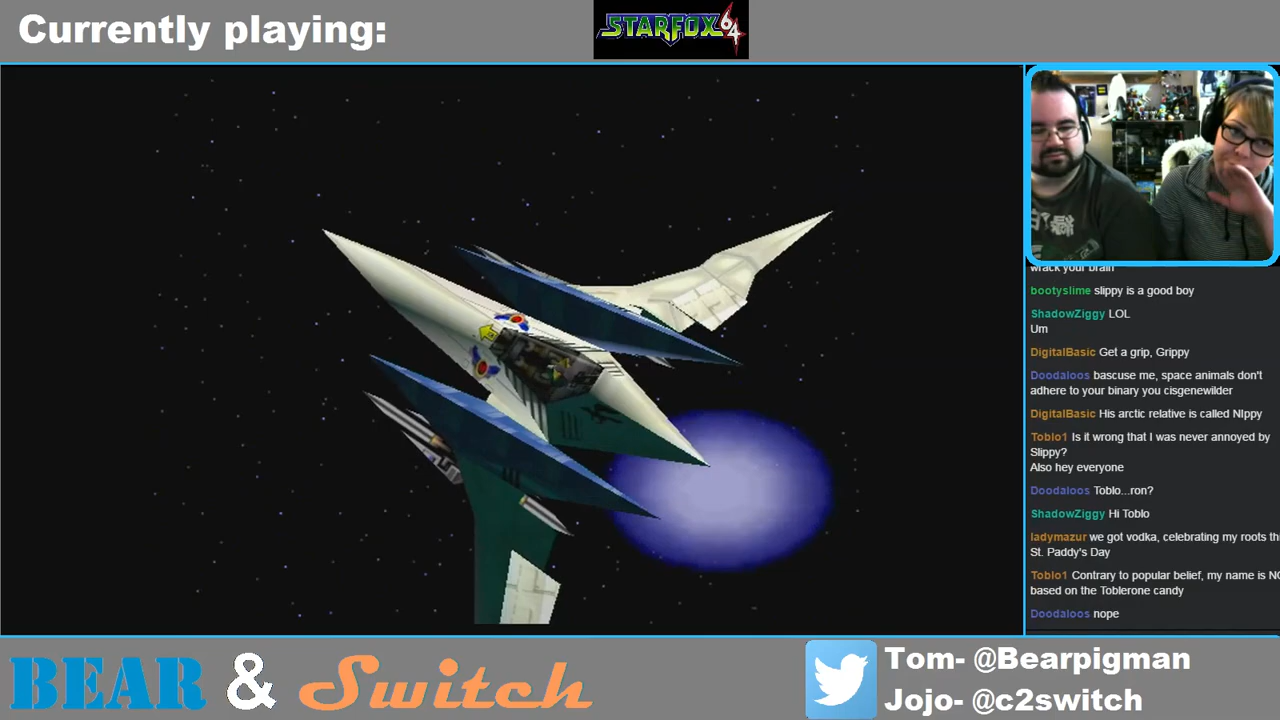 Currently playing:
STARFOX 64
wrack your brain
bootyslime slippy is a good boy
ShadowZiggy LOL
Um
DigitalBasic Get a grip, Grippy
Doodaloos bascuse me, space animals don't
adhere to your binary you cisgenewilder
DigitalBasic His arctic relative is called NIppy
Toblo1 Is it wrong that I was never annoyed by
Slippy?
Also hey everyone
Doodaloos Toblo...ron?
ShadowZiggy Hi Toblo
ladymazur we got vodka, celebrating my roots
St. Paddy's Day
Toblo1 Contrary to popular belief, my name is
based on the Toblerone candy
Doodaloos nope
BEAR & Switch
Tom- @Bearpigman
Jojo- @c2switch